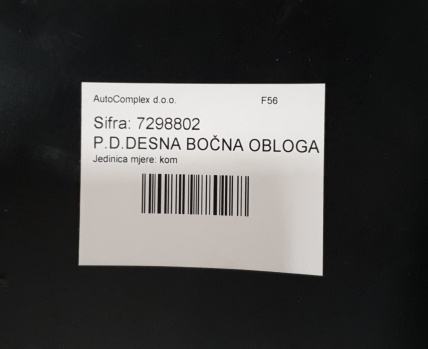 AutoComplex d.o.o. F56
Sifra: 7298802
P.D.DESNA BOČNA OBLOGA
Jedinica mjere: kom